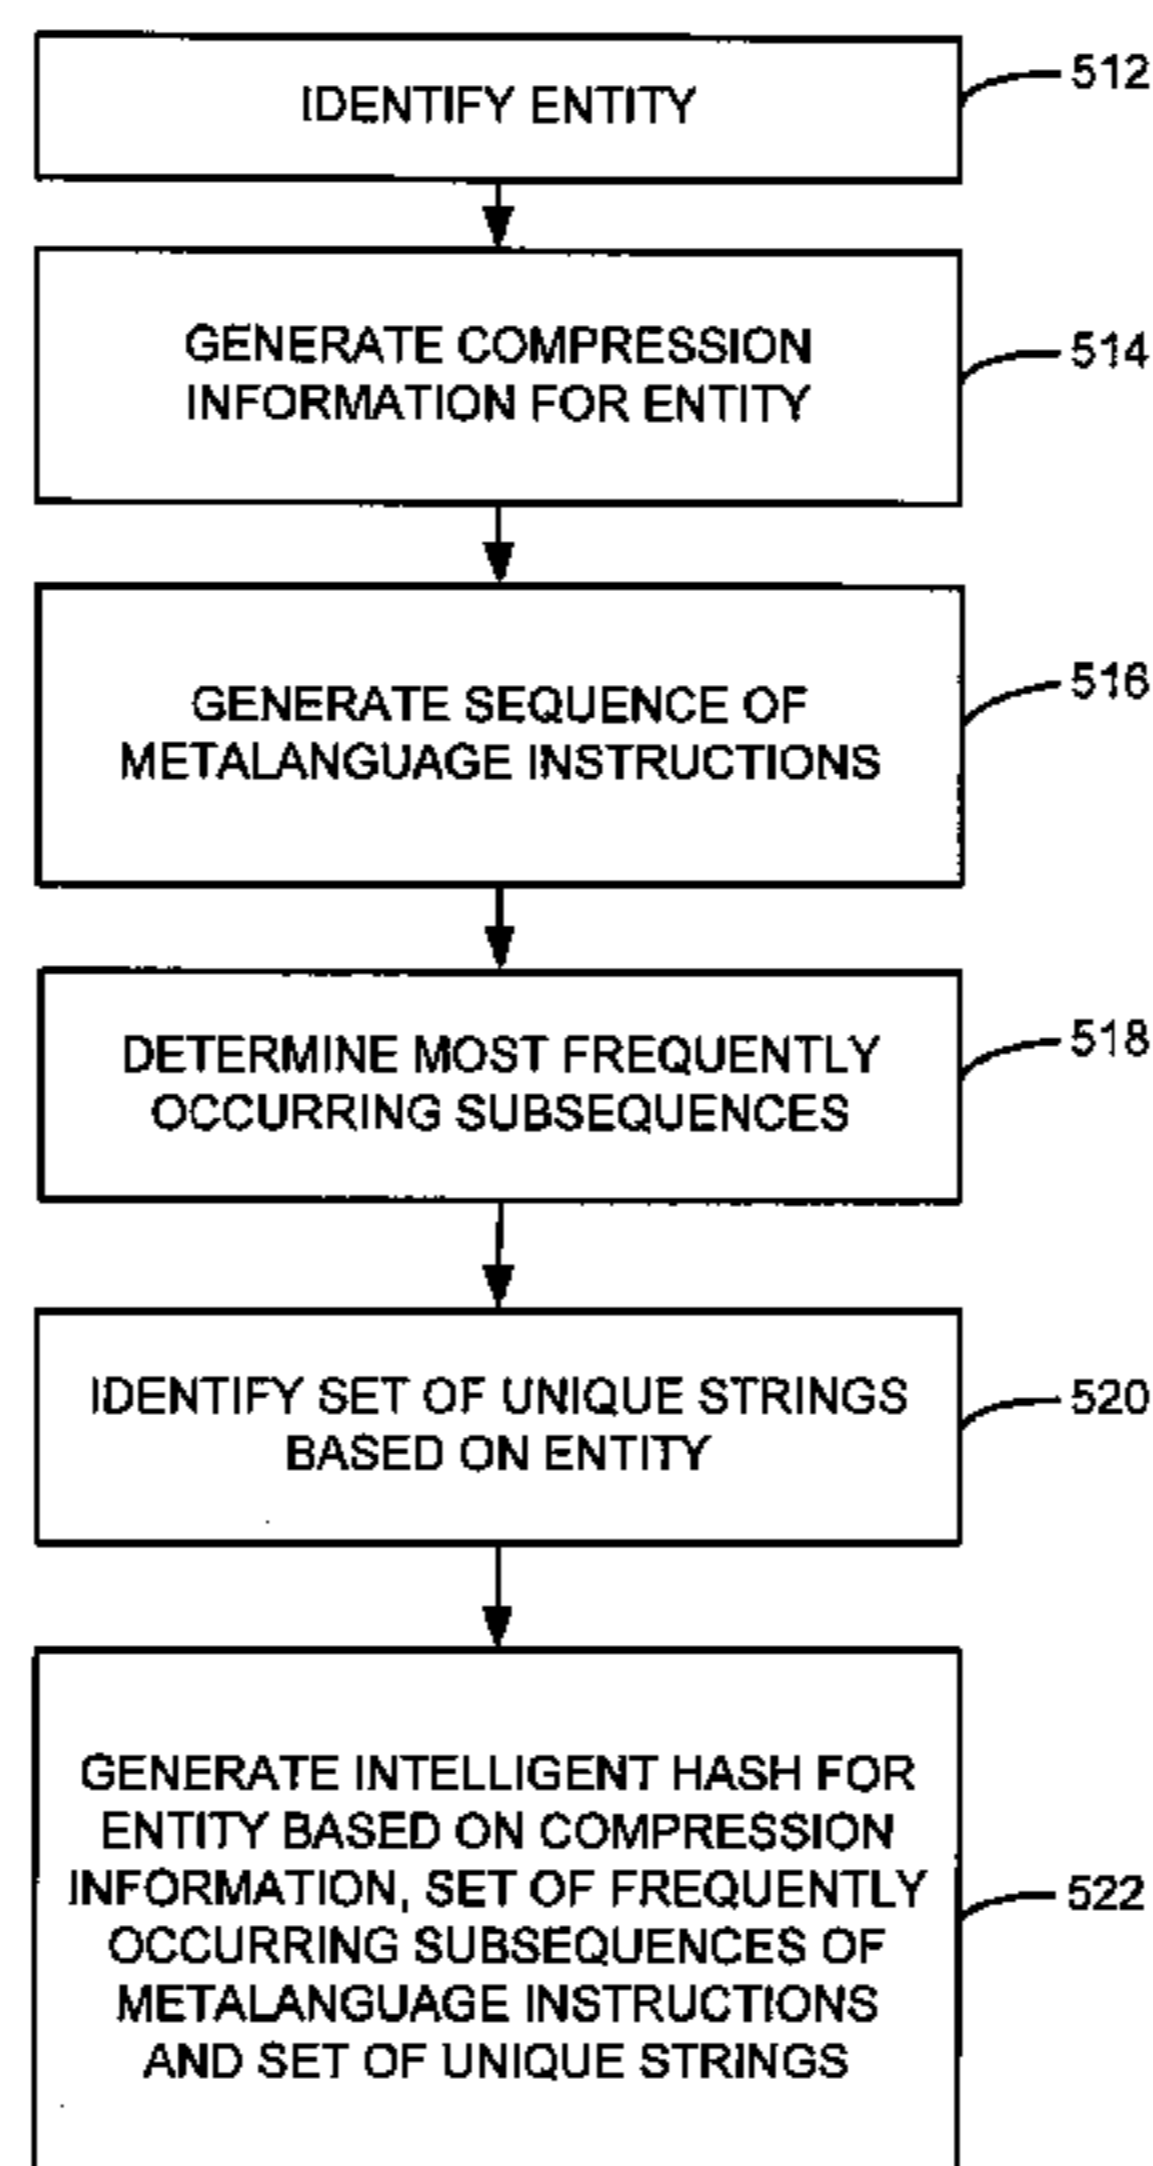 IDENTIFY ENTITY
512
GENERATE COMPRESSION
INFORMATION FOR ENTITY
514
GENERATE SEQUENCE OF
METALANGUAGE INSTRUCTIONS
516
DETERMINE MOST FREQUENTLY
OCCURRING SUBSEQUENCES
518
IDENTIFY SET OF UNIQUE STRINGS
BASED ON ENTITY
520
GENERATE INTELLIGENT HASH FOR
ENTITY BASED ON COMPRESSION
INFORMATION, SET OF FREQUENTLY
OCCURRING SUBSEQUENCES OF
METALANGUAGE INSTRUCTIONS
AND SET OF UNIQUE STRINGS
522